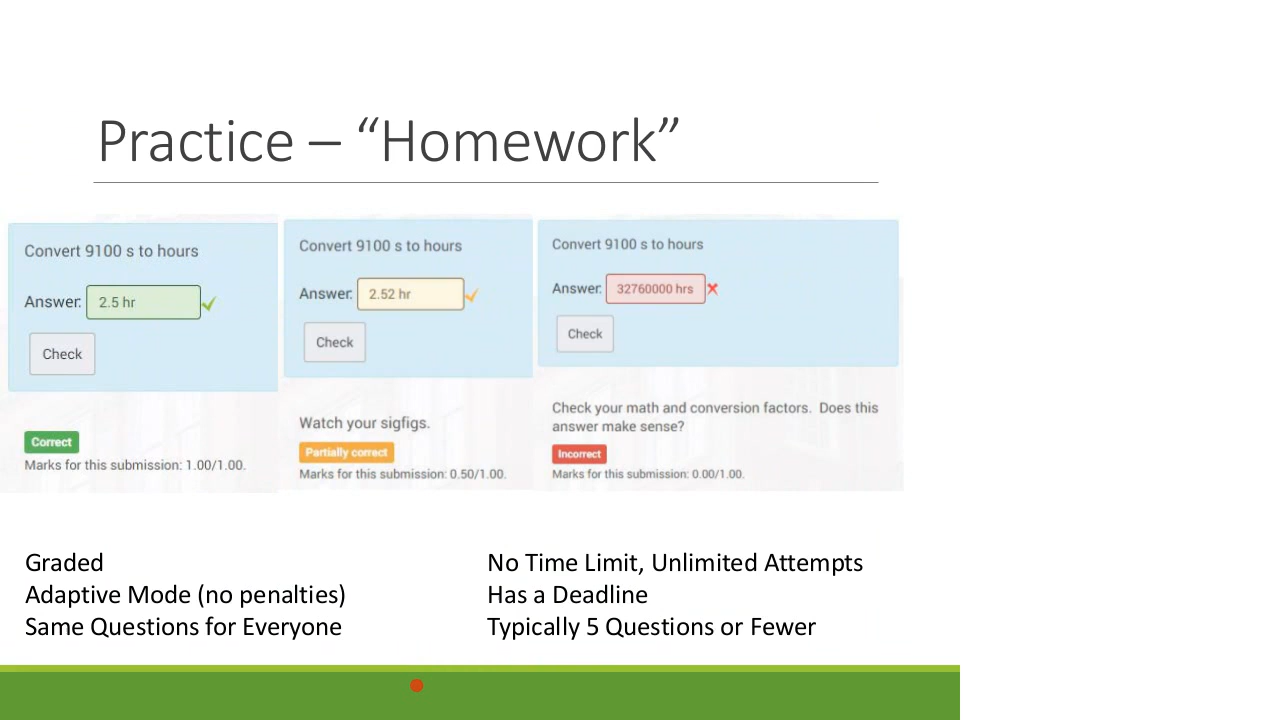 Practice – “Homework”
Convert 9100 s to hours
Answer: 2.5 hr
Check
Correct
Marks for this submission: 1.00/1.00.
Convert 9100 s to hours
Answer: 2.52 hr
Check
Watch your sigfigs.
Partially correct
Marks for this submission: 0.50/1.00.
Convert 9100 s to hours
Answer: 32760000 hrs
Check
Check your math and conversion factors. Does this
answer make sense?
Incorrect
Marks for this submission: 0.00/1.00.
Graded
Adaptive Mode (no penalties)
Same Questions for Everyone
No Time Limit, Unlimited Attempts
Has a Deadline
Typically 5 Questions or Fewer